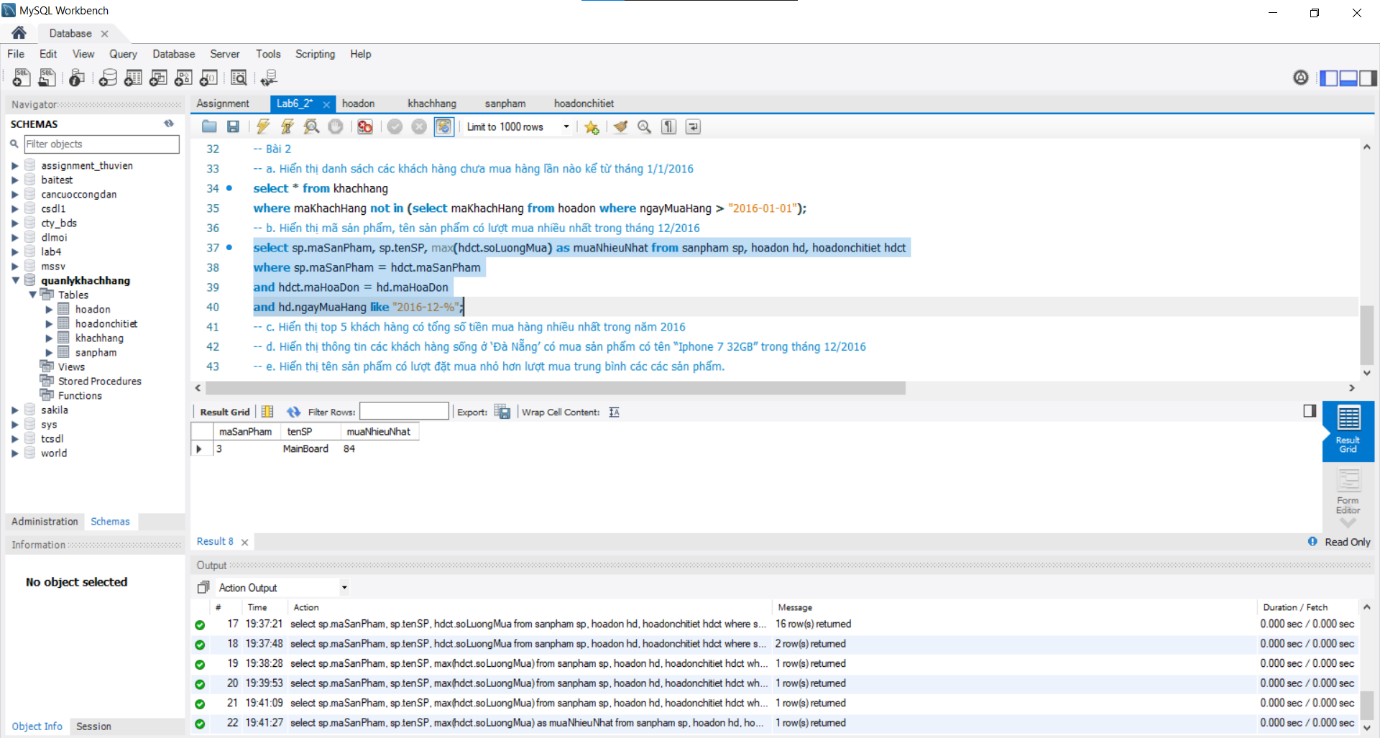 MySQL Workbench
Database
File Edit View Query Database Server Tools Scripting Help
Navigator
SCHEMAS
Filter objects
assignment_thuvien
baitest
cancuoccongdan
csdl1
cty_bds
dlmoi
lab4
mssv
quanlykhachhang
Tables
hoadon
hoadonchitiet
khachhang
sanpham
Views
Stored Procedures
Functions
sakila
sys
tcsdl
world
Administration Schemas
Information
No object selected
Object Info Session
Assignment Lab6_2* hoadon khachhang sanpham hoadonchitiet
Limit to 1000 rows
32 -- Bài 2
33 -- a. Hiển thị danh sách các khách hàng chưa mua hàng lần nào kể từ tháng 1/1/2016
34 select * from khachhang
35 where maKhachHang not in (select maKhachHang from hoadon where ngayMuaHang > "2016-01-01");
36 -- b. Hiển thị mã sản phẩm, tên sản phẩm có lượt mua nhiều nhất trong tháng 12/2016
37 select sp.maSanPham, sp.tenSP, max(hdct.soLuongMua) as muaNhieuNhat from sanpham sp, hoadon hd, hoadonchitiet hdct
38 where sp.maSanPham = hdct.maSanPham
39 and hdct.maHoaDon = hd.maHoaDon
40 and hd.ngayMuaHang like "2016-12-%";
41 -- c. Hiển thị top 5 khách hàng có tổng số tiền mua hàng nhiều nhất trong năm 2016
42 -- d. Hiển thị thông tin các khách hàng sống ở ‘Đà Nẵng’ có mua sản phẩm có tên “Iphone 7 32GB” trong tháng 12/2016
43 -- e. Hiển thị tên sản phẩm có lượt đặt mua nhỏ hơn lượt mua trung bình các các sản phẩm.
Result Grid Filter Rows: Export: Wrap Cell Content:
maSanPham tenSP muaNhieuNhat
3 MainBoard 84
Result Grid
Form Editor
Result 8
Read Only
Output
Action Output
# Time Action Message Duration / Fetch
17 19:37:21 select sp.maSanPham, sp.tenSP, hdct.soLuongMua from sanpham sp, hoadon hd, hoadonchitiet hdct where s... 16 row(s) returned 0.000 sec / 0.000 sec
18 19:37:48 select sp.maSanPham, sp.tenSP, hdct.soLuongMua from sanpham sp, hoadon hd, hoadonchitiet hdct where s... 2 row(s) returned 0.000 sec / 0.000 sec
19 19:38:28 select sp.maSanPham, sp.tenSP, max(hdct.soLuongMua) from sanpham sp, hoadon hd, hoadonchitiet hdct wh... 1 row(s) returned 0.000 sec / 0.000 sec
20 19:39:53 select sp.maSanPham, sp.tenSP, max(hdct.soLuongMua) from sanpham sp, hoadon hd, hoadonchitiet hdct wh... 1 row(s) returned 0.000 sec / 0.000 sec
21 19:41:09 select sp.maSanPham, sp.tenSP, max(hdct.soLuongMua) from sanpham sp, hoadon hd, hoadonchitiet hdct wh... 1 row(s) returned 0.000 sec / 0.000 sec
22 19:41:27 select sp.maSanPham, sp.tenSP, max(hdct.soLuongMua) as muaNhieuNhat from sanpham sp, hoadon hd, ho... 1 row(s) returned 0.000 sec / 0.000 sec